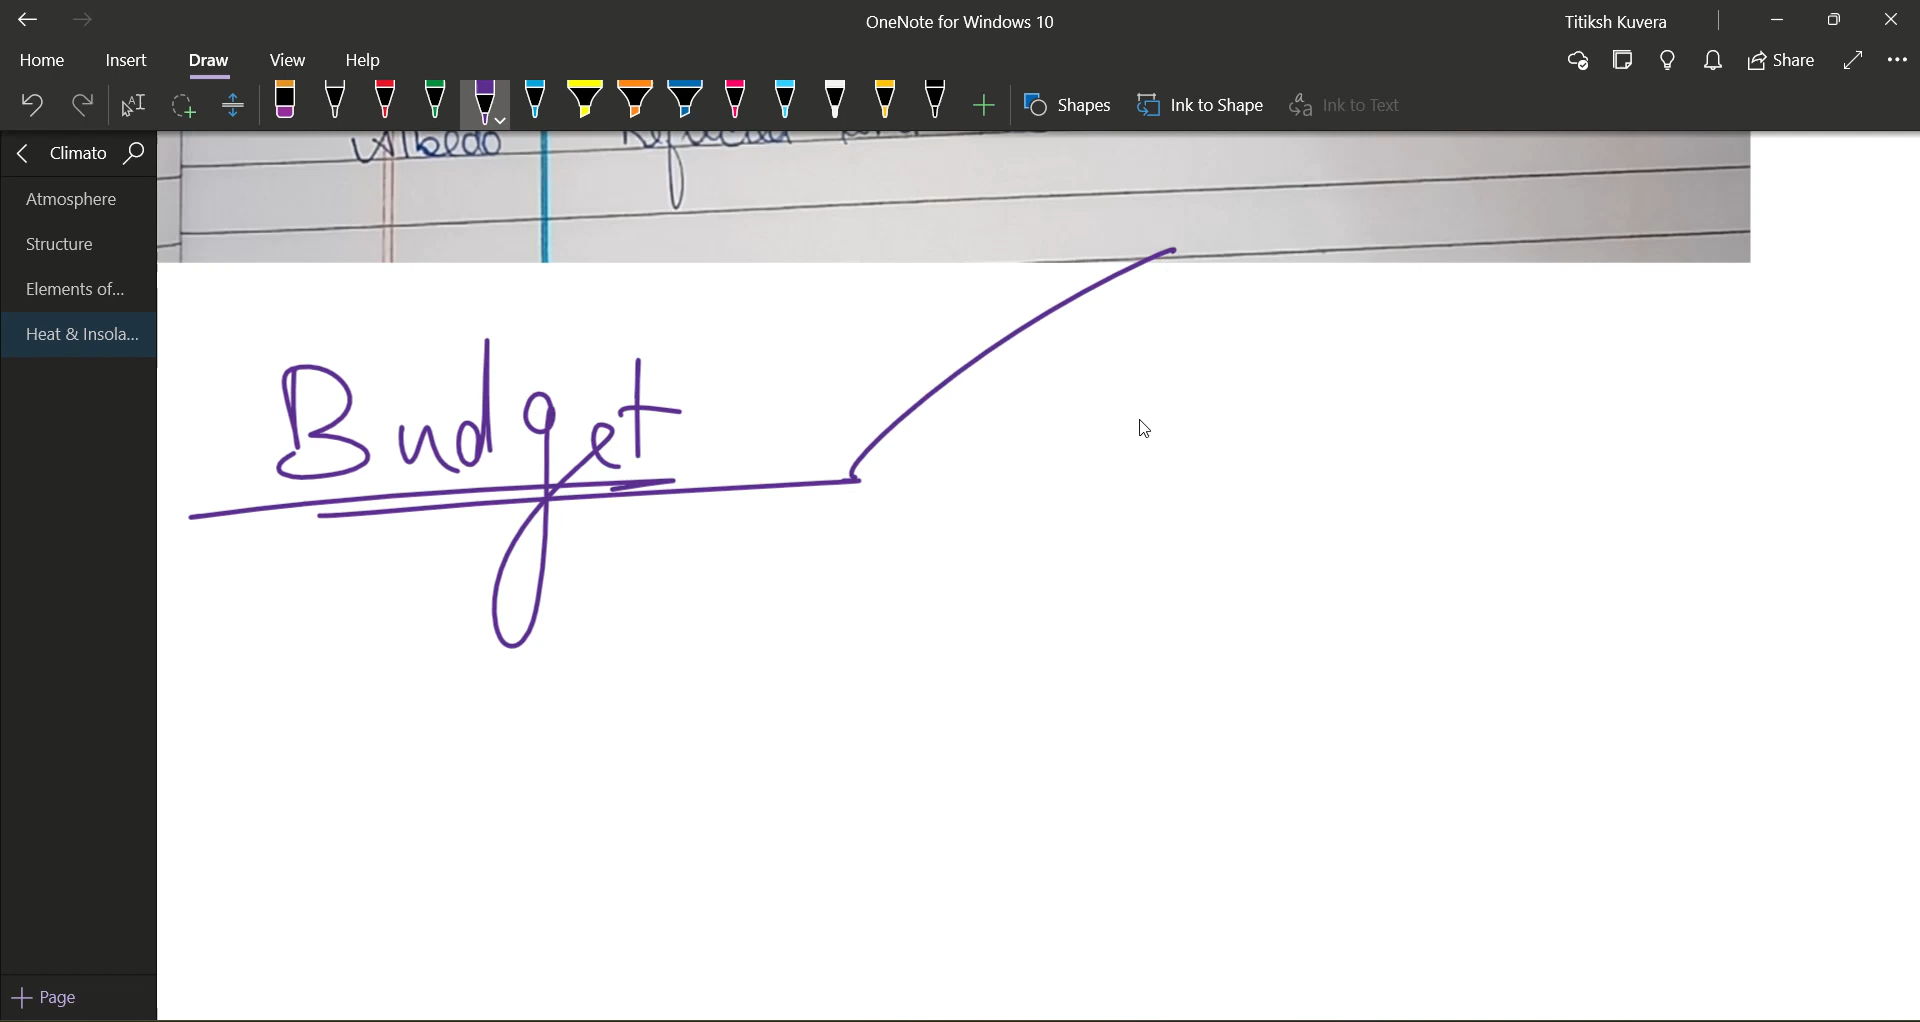 OneNote for Windows 10
Titiksh Kuvera
Home Insert Draw View Help
Share
Shapes Ink to Shape Ink to Text
Climato
Atmosphere
Structure
Elements of...
Heat & Insola...
Albedo
Budget
Page